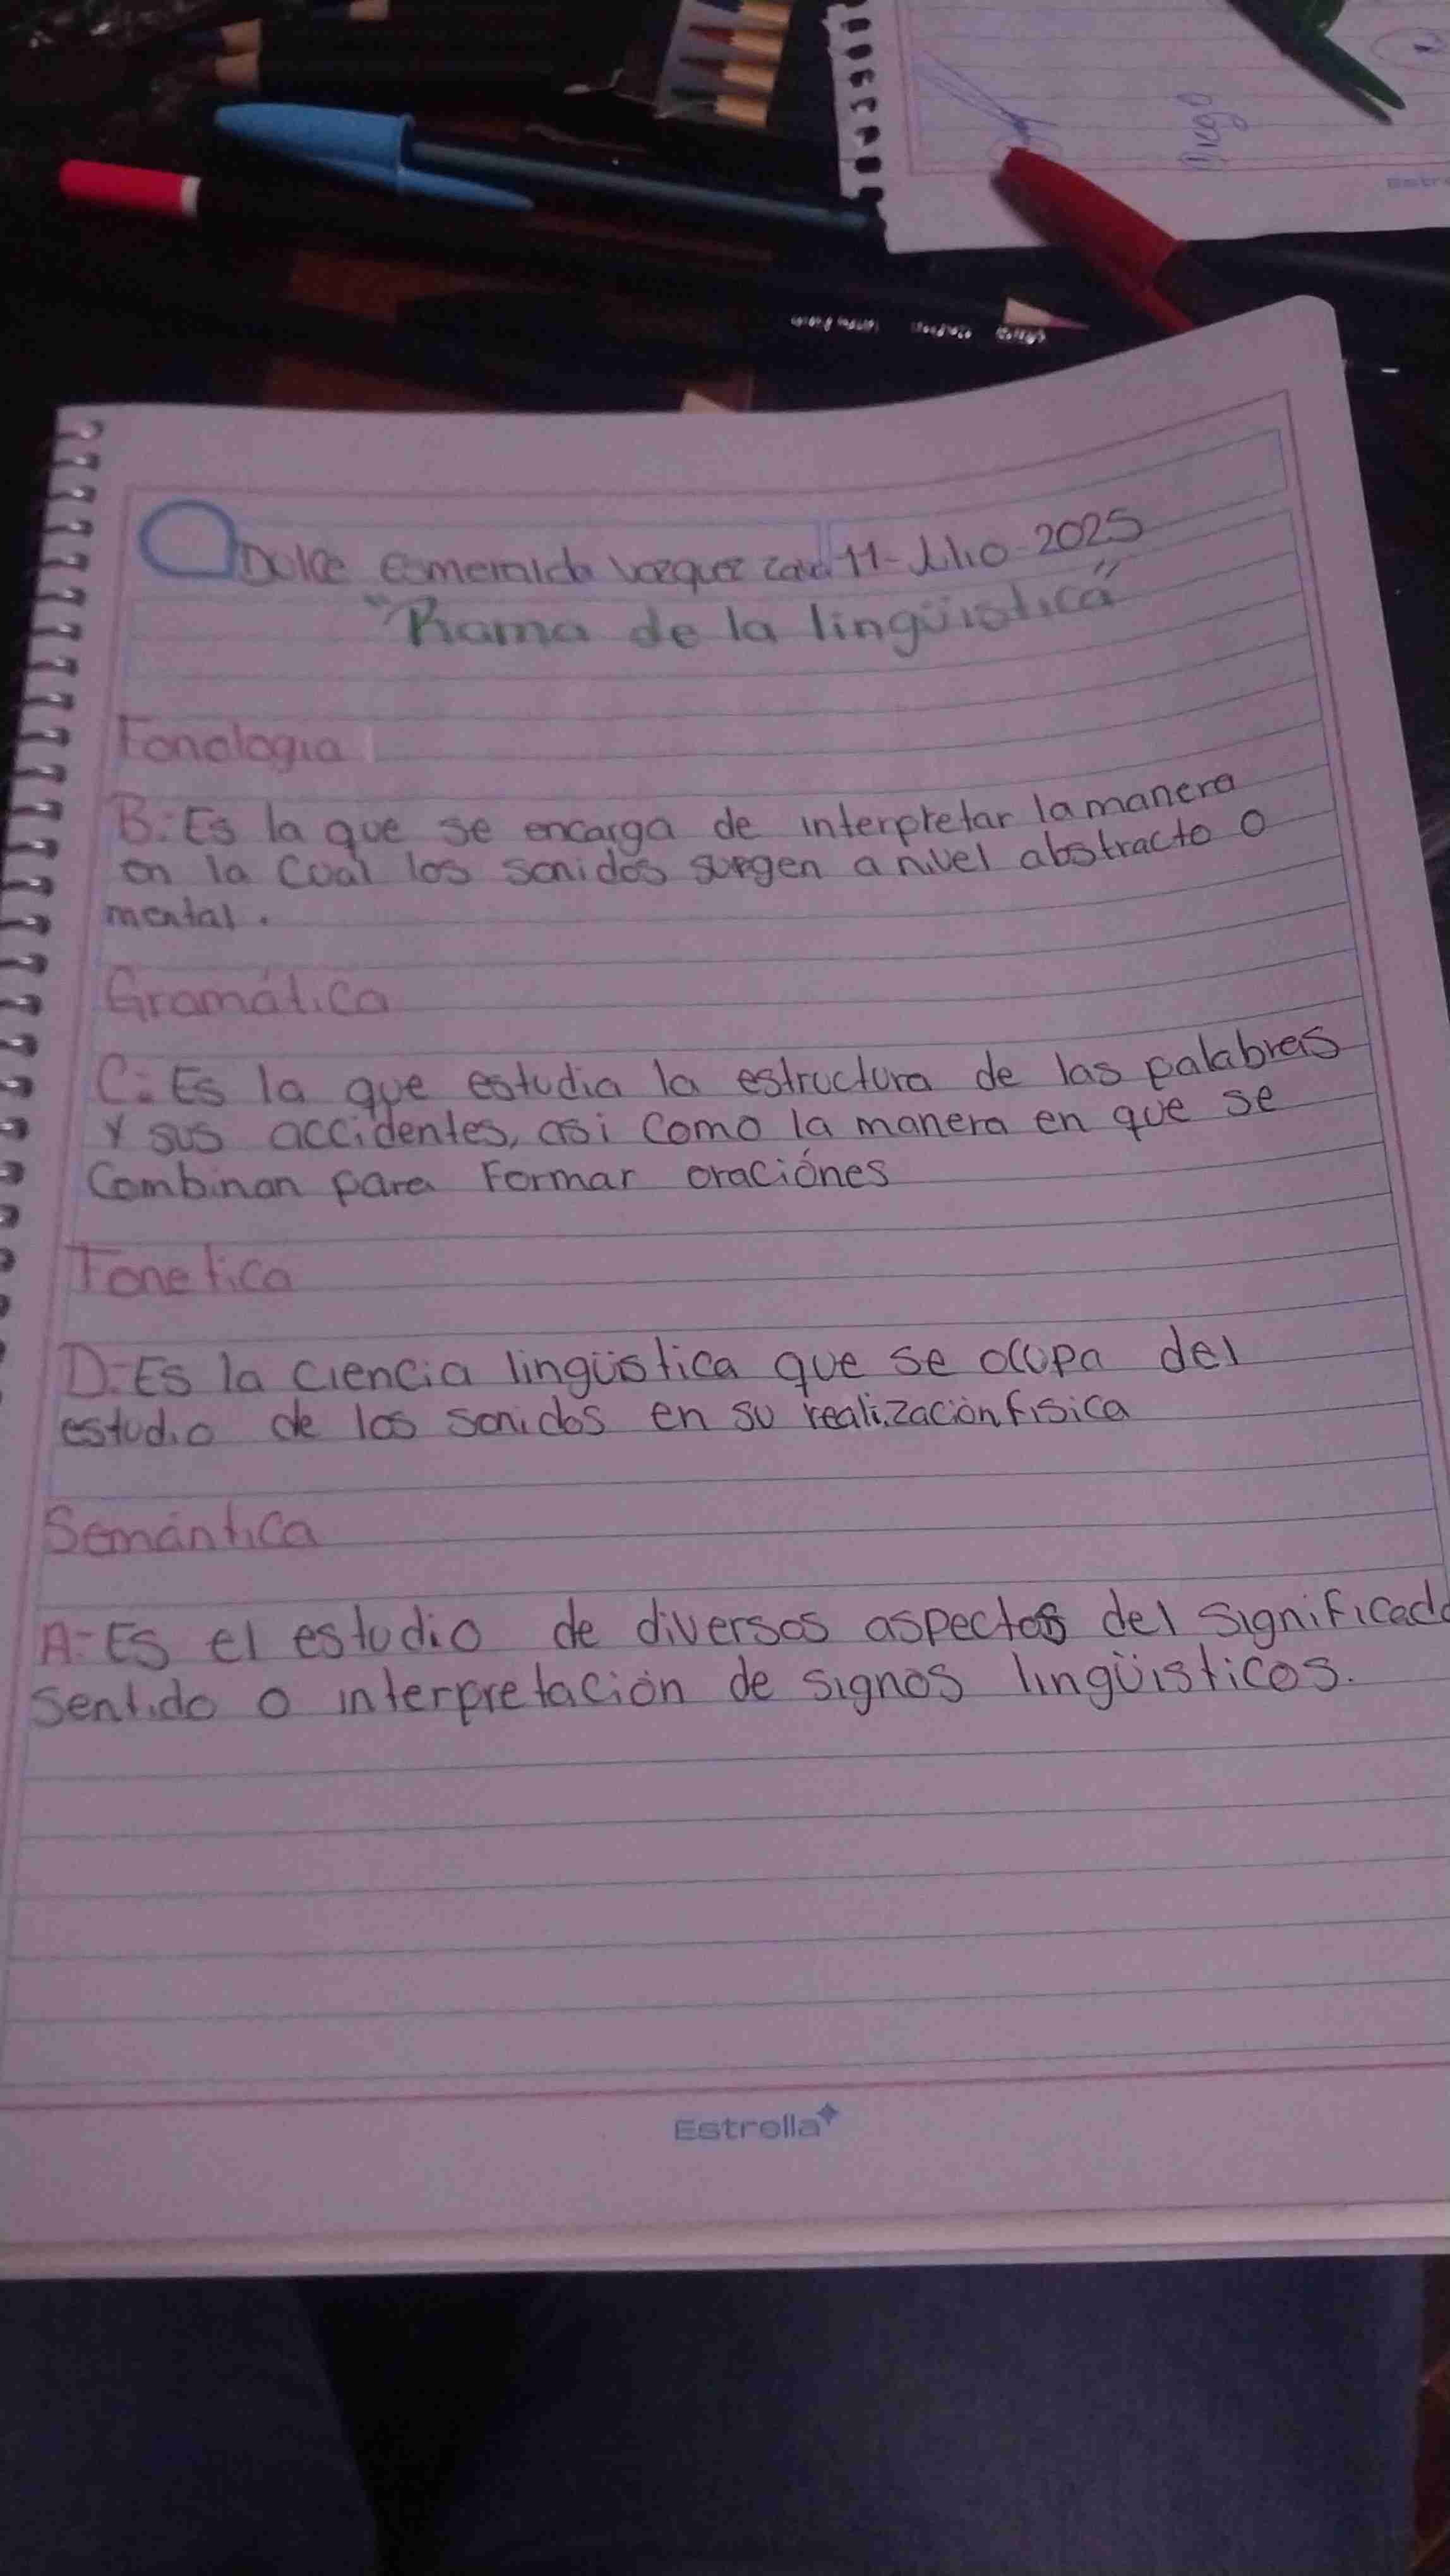 Diego
Dulce Esmeralda Vazquez 11-Julio-2025
"Rama de la lingüistica"
Fonologia
B: Es la que se encarga de interpretar la manera
en la cual los sonidos surgen a nivel abstracto o
mental.
Gramática
C: Es la que estudia la estructura de las palabras
Y sus accidentes, asi como la manera en que se
Combinan para Formar oraciónes
Fonetica
D: Es la ciencia lingüistica que se ocupa del
estudio de los sonidos en su realización fisica
Semántica
A: Es el estudio de diversos aspectos del significado
Sentido o interpretación de signos lingüisticos.
Estrella